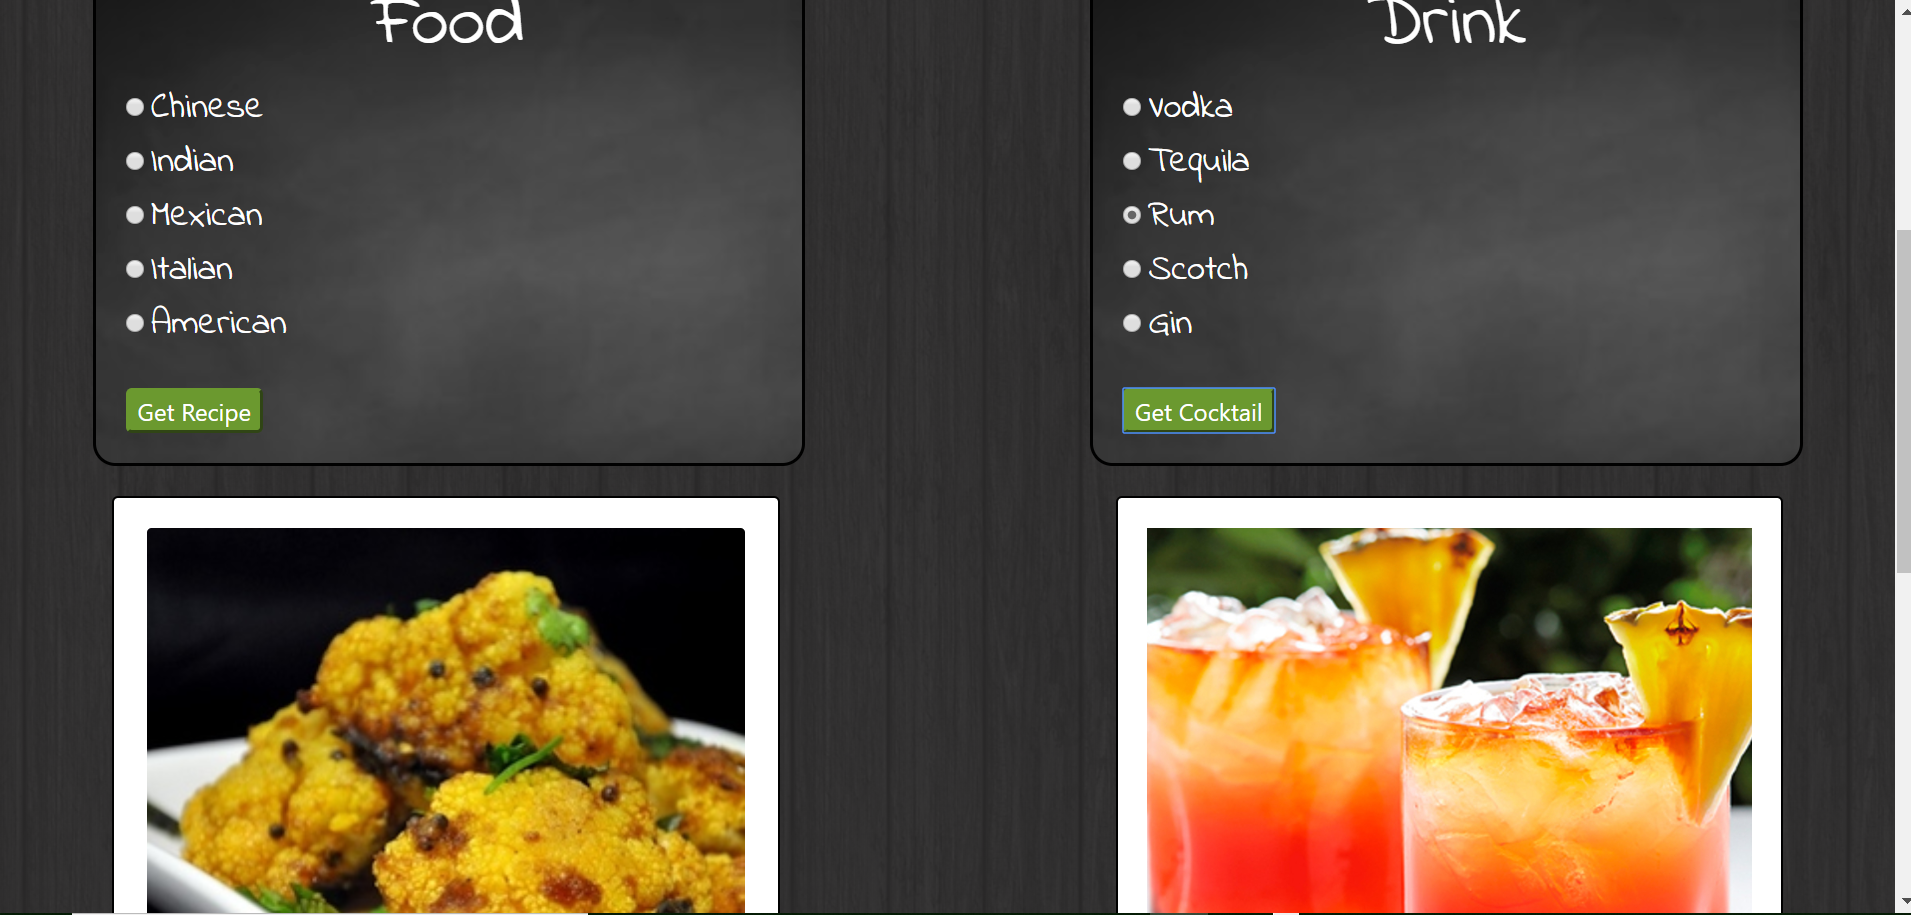 Food
Chinese
Indian
Mexican
Italian
American
Get Recipe
Drink
Vodka
Tequila
Rum
Scotch
Gin
Get Cocktail